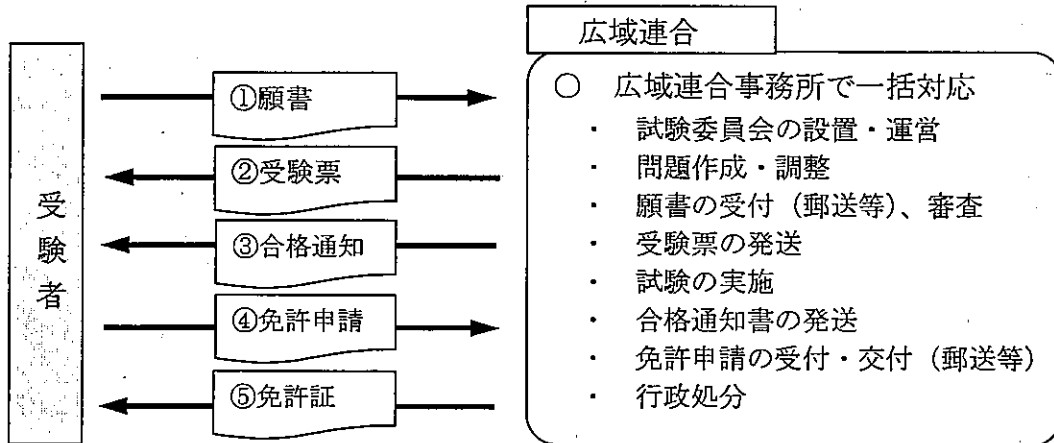 受験者
①願書
②受験票
③合格通知
④免許申請
⑤免許証
広域連合
○ 広域連合事務所で一括対応
・ 試験委員会の設置・運営
・ 問題作成・調整
・ 願書の受付（郵送等）、審査
・ 受験票の発送
・ 試験の実施
・ 合格通知書の発送
・ 免許申請の受付・交付（郵送等）
・ 行政処分